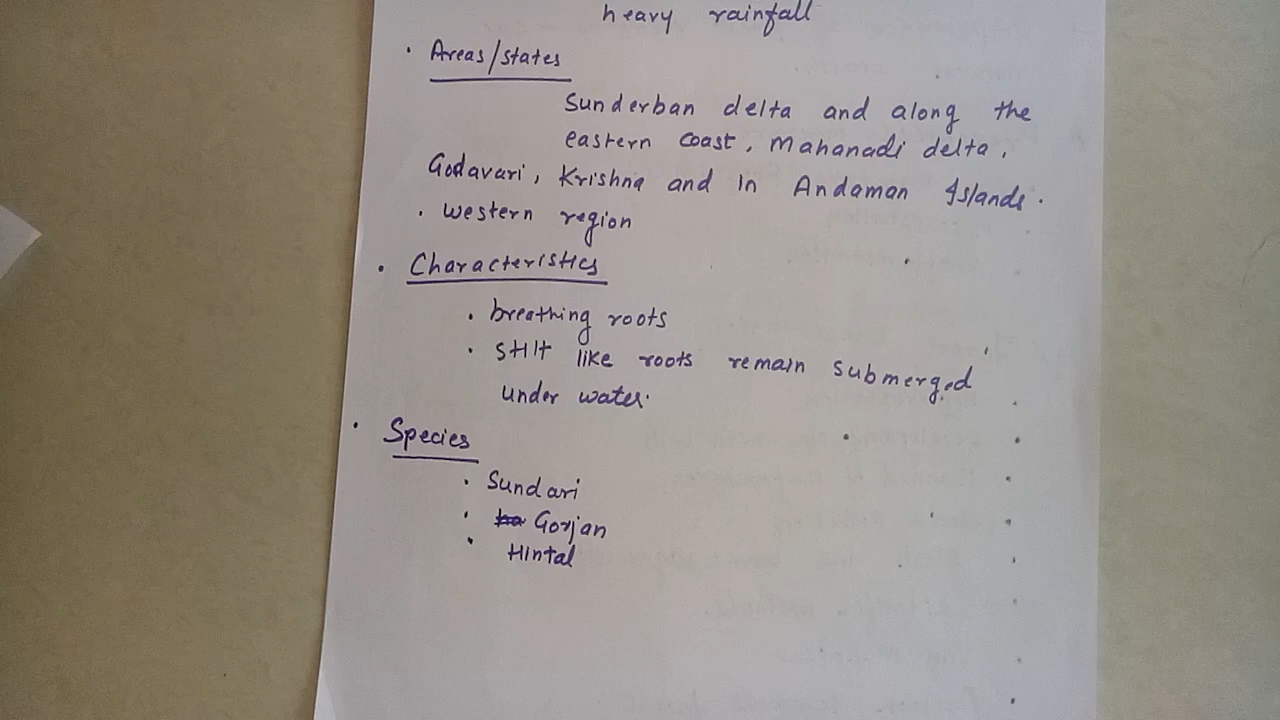 heavy rainfall
• Areas/states
Sunderban delta and along the
eastern coast, Mahanadi delta,
Godavari, Krishna and in Andaman Islands.
• western region
• Characteristics
• breathing roots
• stilt like roots remain submerged
under water.
• Species
• Sundari
• Gorjan
• Hintal